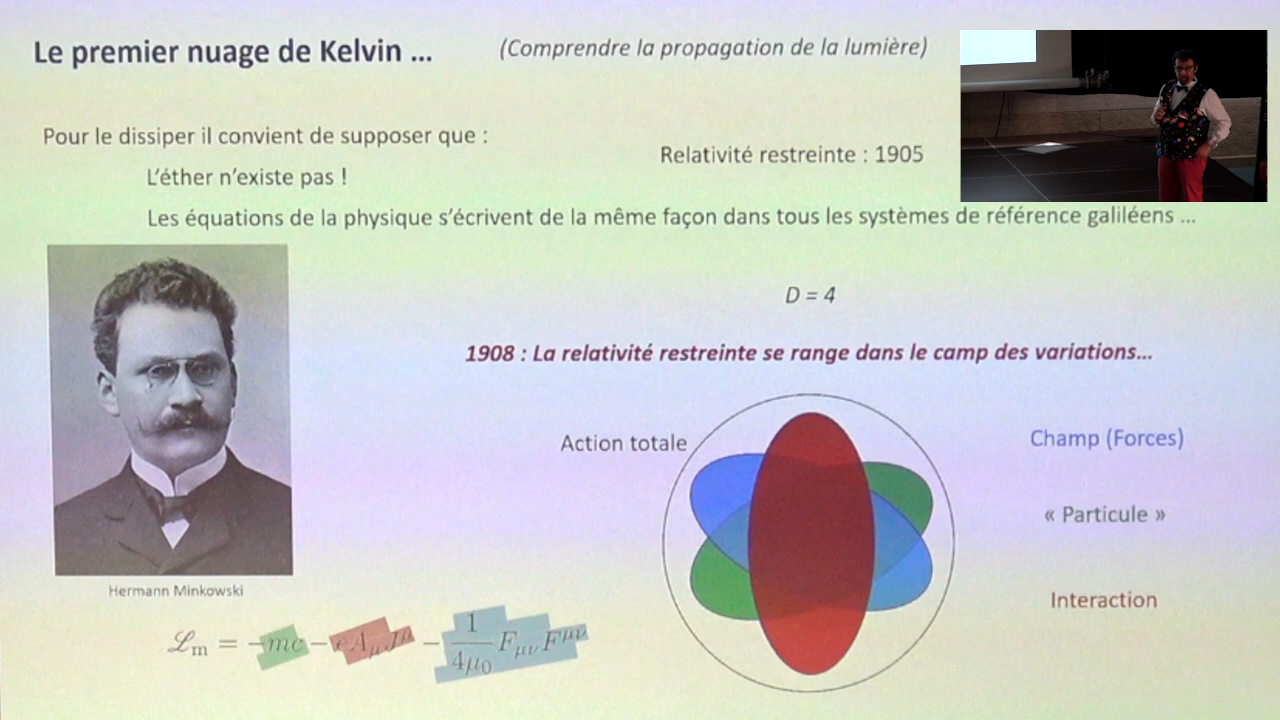 Le premier nuage de Kelvin ...
(Comprendre la propagation de la lumière)
Pour le dissiper il convient de supposer que :
Relativité restreinte : 1905
L'éther n'existe pas !
Les équations de la physique s'écrivent de la même façon dans tous les systèmes de référence galiléens ...
D = 4
1908 : La relativité restreinte se range dans le camp des variations...
Action totale
Champ (Forces)
« Particule »
Interaction
Hermann Minkowski
ℒm = −mc − eAμJ^μ − 1/(4μ0) FμνF^μν